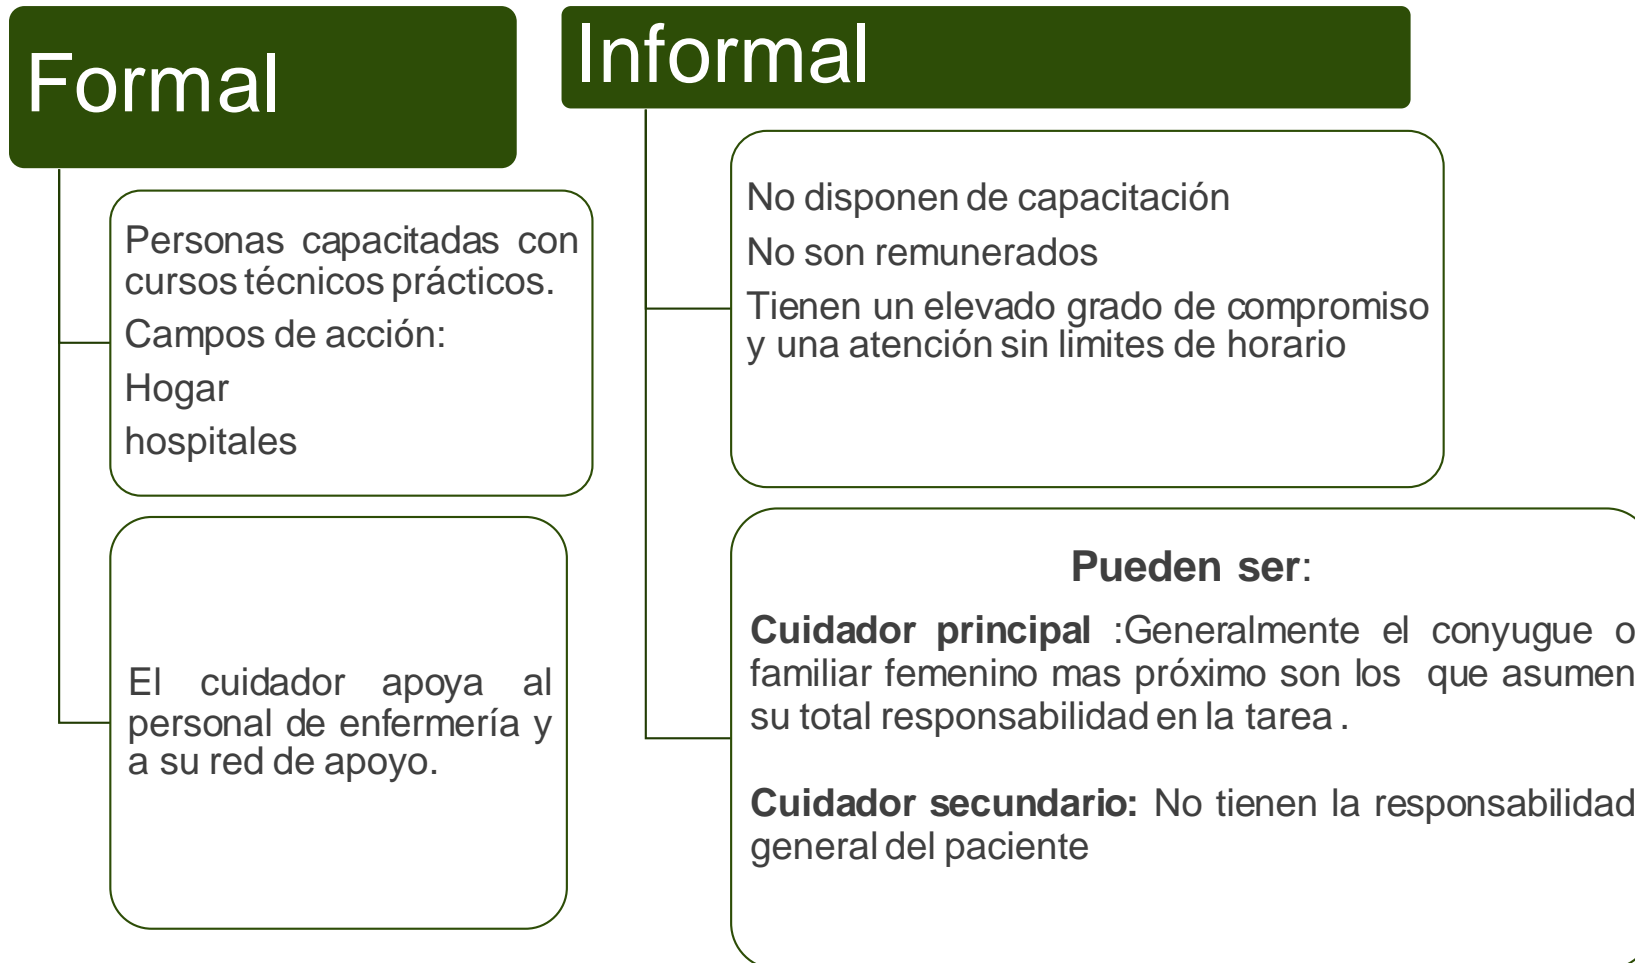 Formal
Personas capacitadas con
cursos técnicos prácticos.
Campos de acción:
Hogar
hospitales
El cuidador apoya al
personal de enfermería y
a su red de apoyo.
Informal
No disponen de capacitación
No son remunerados
Tienen un elevado grado de compromiso
y una atención sin limites de horario
Pueden ser:
Cuidador principal :Generalmente el conyugue o
familiar femenino mas próximo son los que asumen
su total responsabilidad en la tarea .
Cuidador secundario: No tienen la responsabilidad
general del paciente